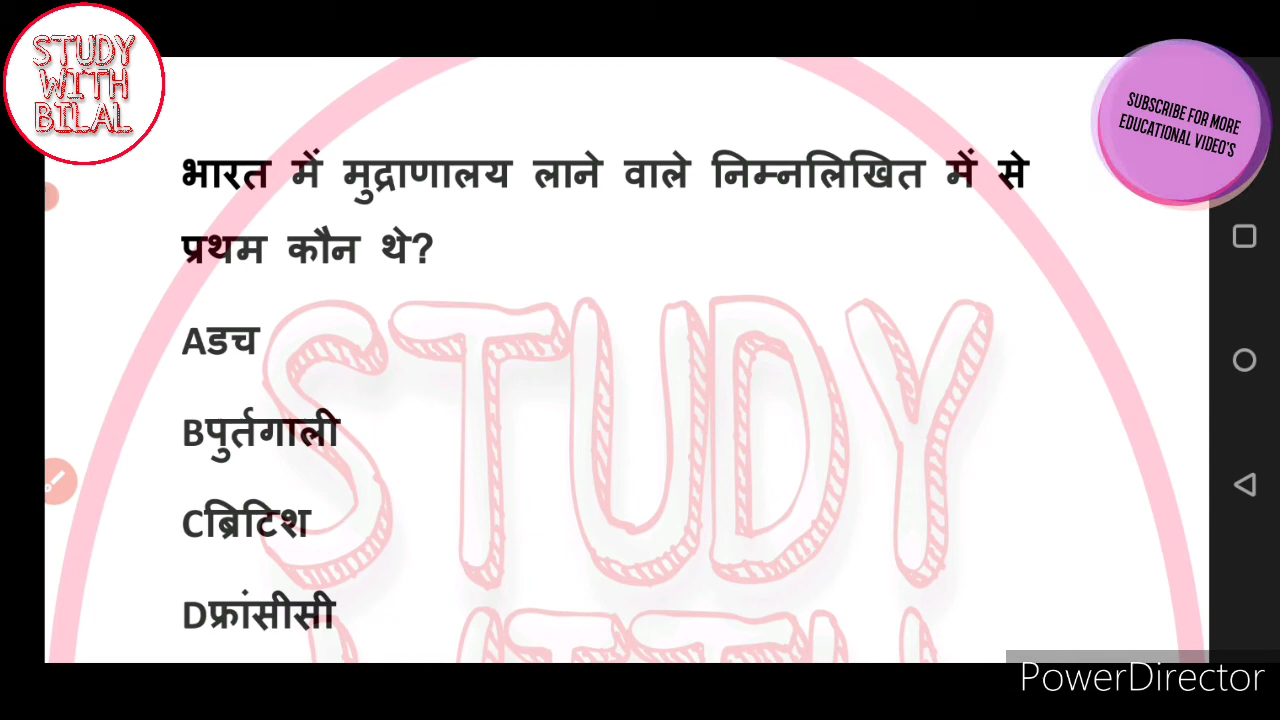 STUDY
WITH
BILAL
SUBSCRIBE FOR MORE
EDUCATIONAL VIDEO'S
भारत में मुद्राणालय लाने वाले निम्नलिखित में से
प्रथम कौन थे?
Aडच
Bपुर्तगाली
Cब्रिटिश
Dफ्रांसीसी
STUDY
PowerDirector